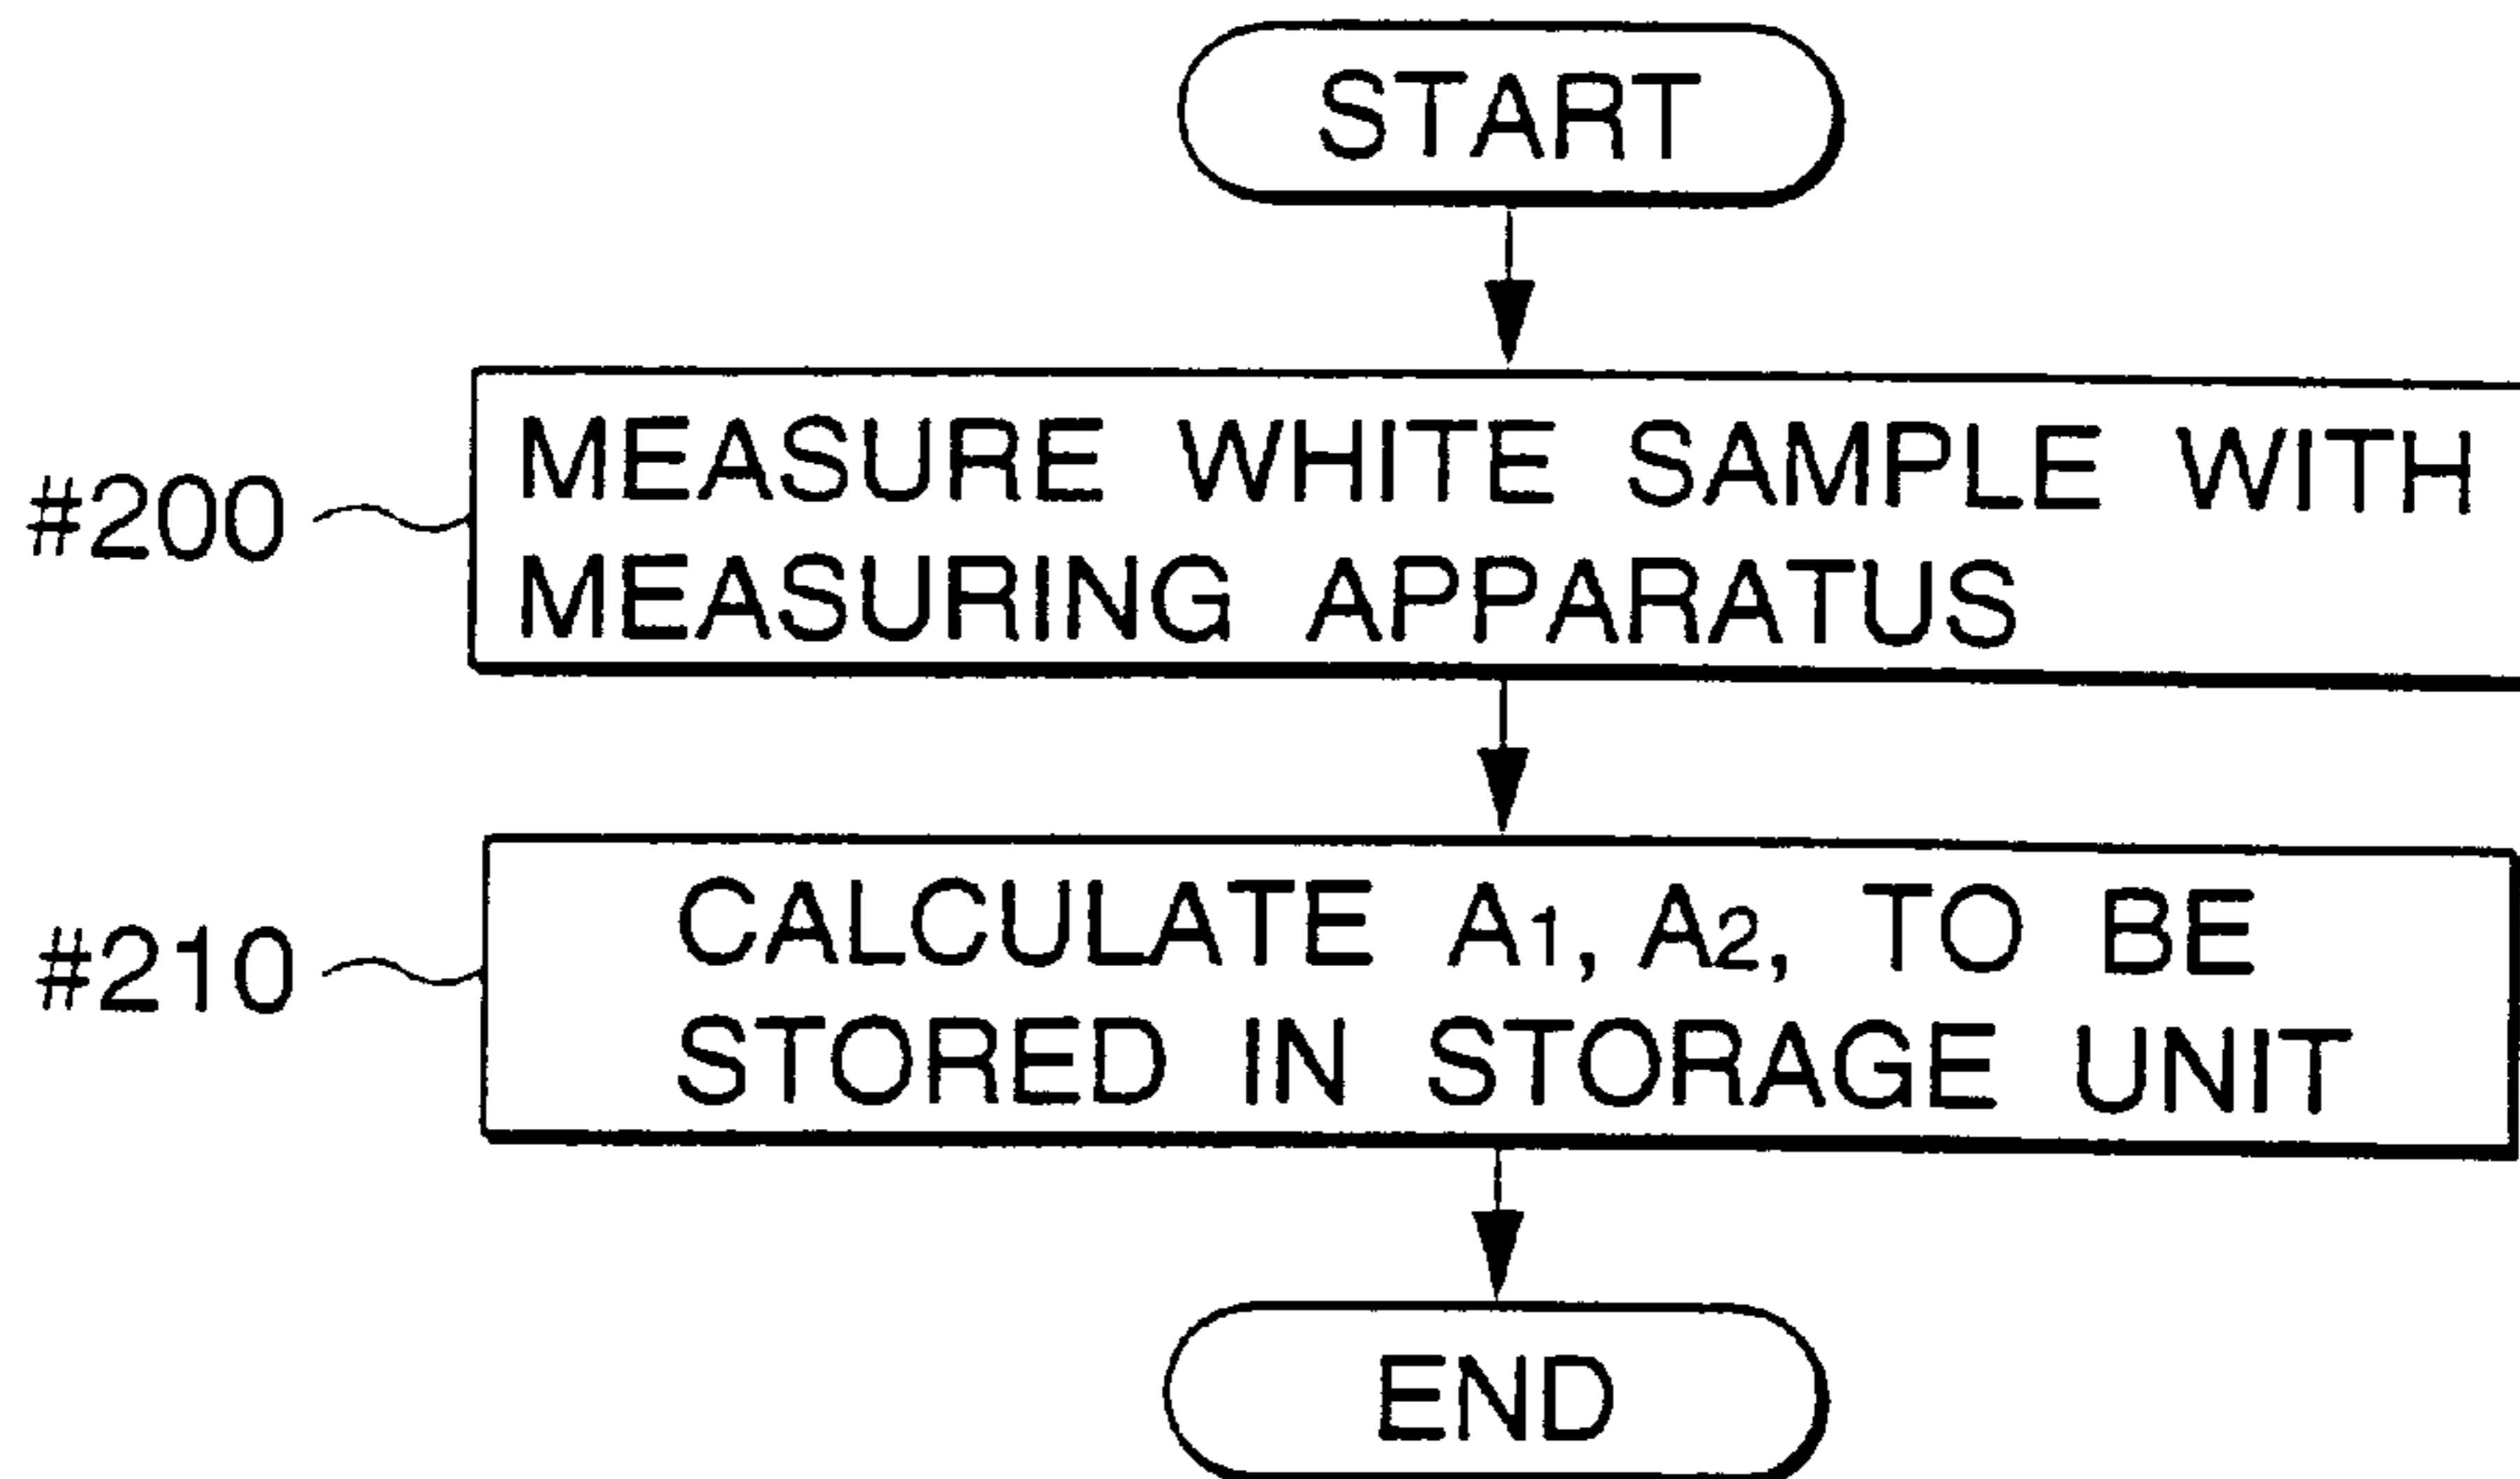 START
#200
MEASURE WHITE SAMPLE WITH
MEASURING APPARATUS
#210
CALCULATE A1, A2, TO BE
STORED IN STORAGE UNIT
END